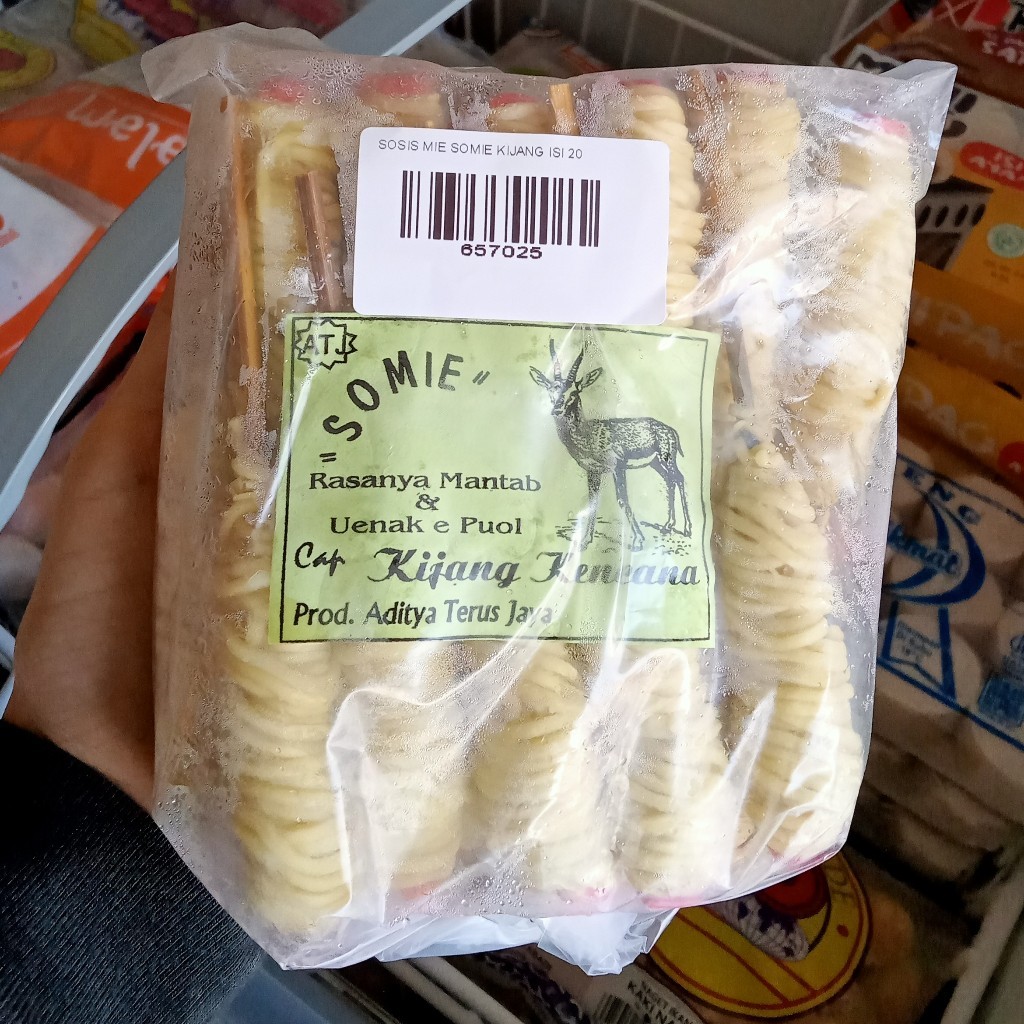 SOSIS MIE SOMIE KIJANG ISI 20
657025
ATJ
"SOMIE"
Rasanya Mantab
&
Uenak e Puol
Cap Kijang Kencana
Prod. Aditya Terus Jaya